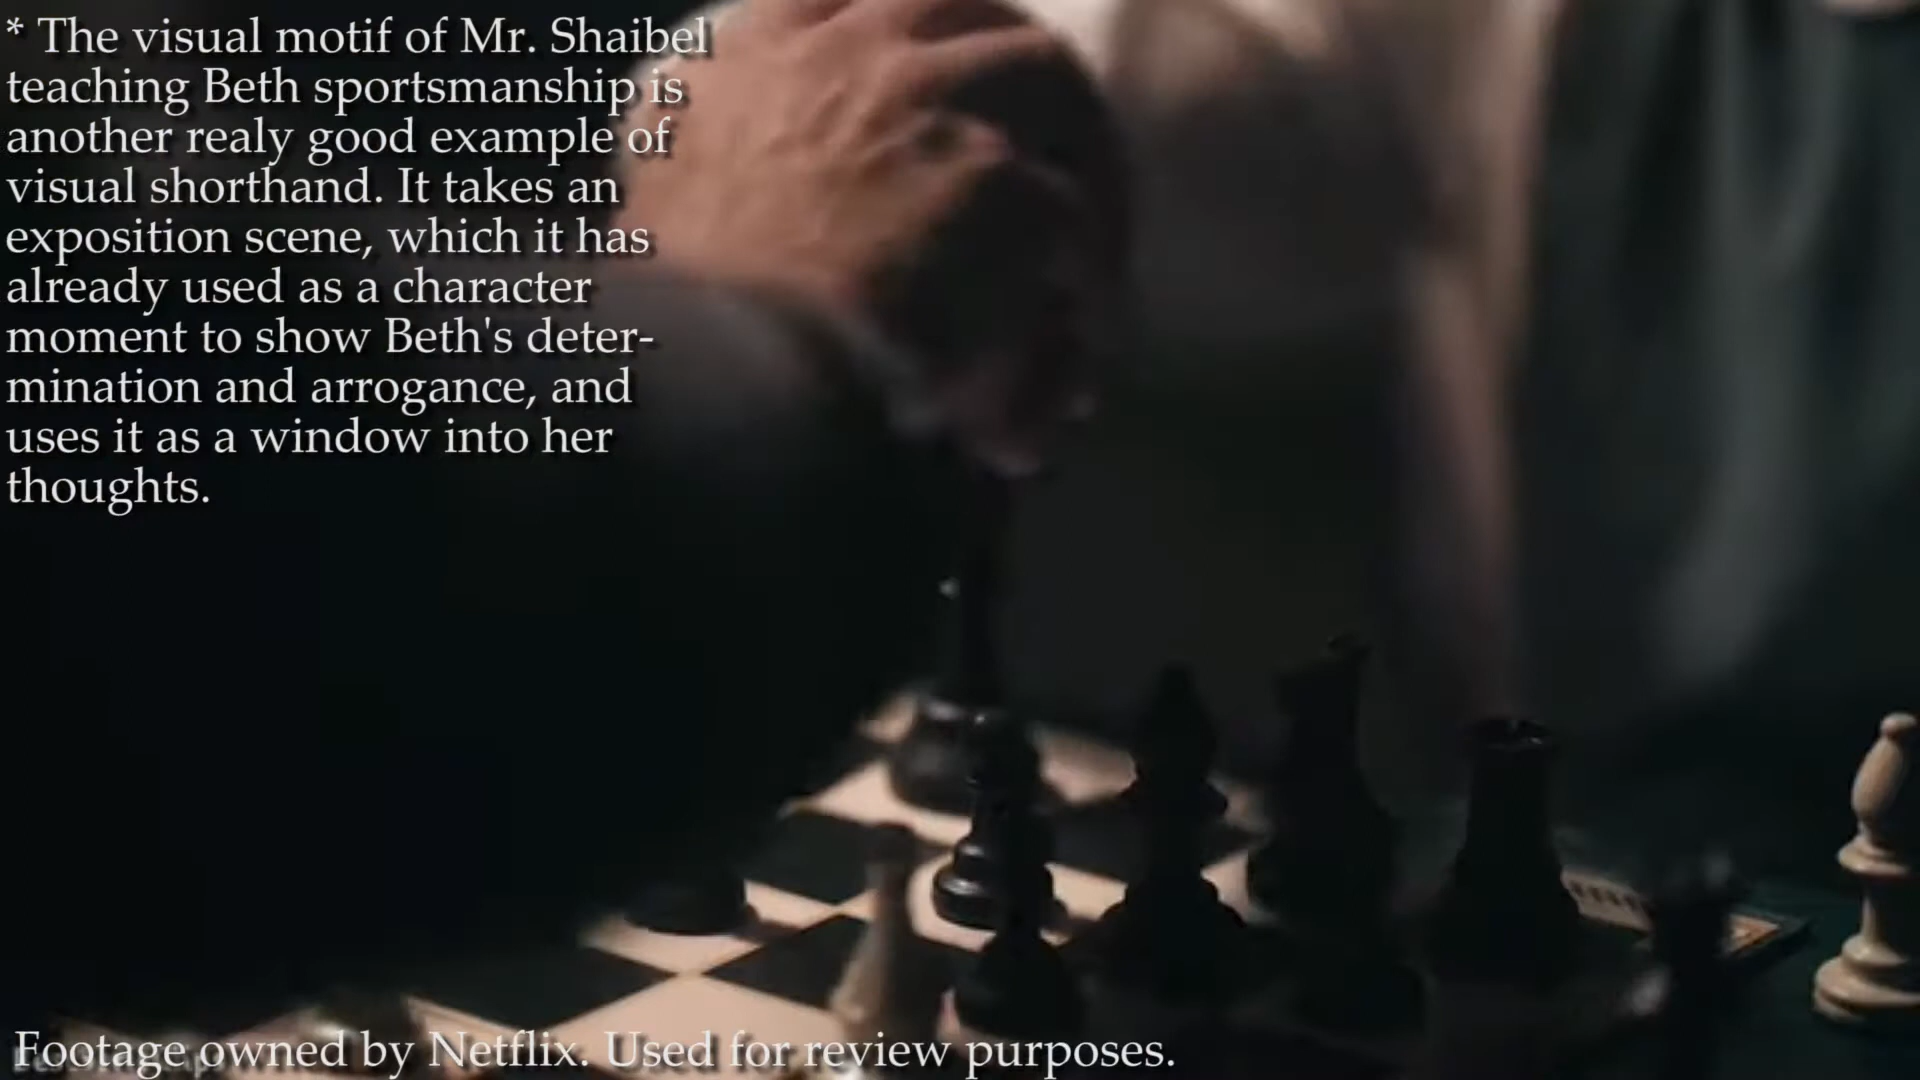 * The visual motif of Mr. Shaibel
teaching Beth sportsmanship is
another realy good example of
visual shorthand. It takes an
exposition scene, which it has
already used as a character
moment to show Beth's deter-
mination and arrogance, and
uses it as a window into her
thoughts.
Footage owned by Netflix. Used for review purposes.